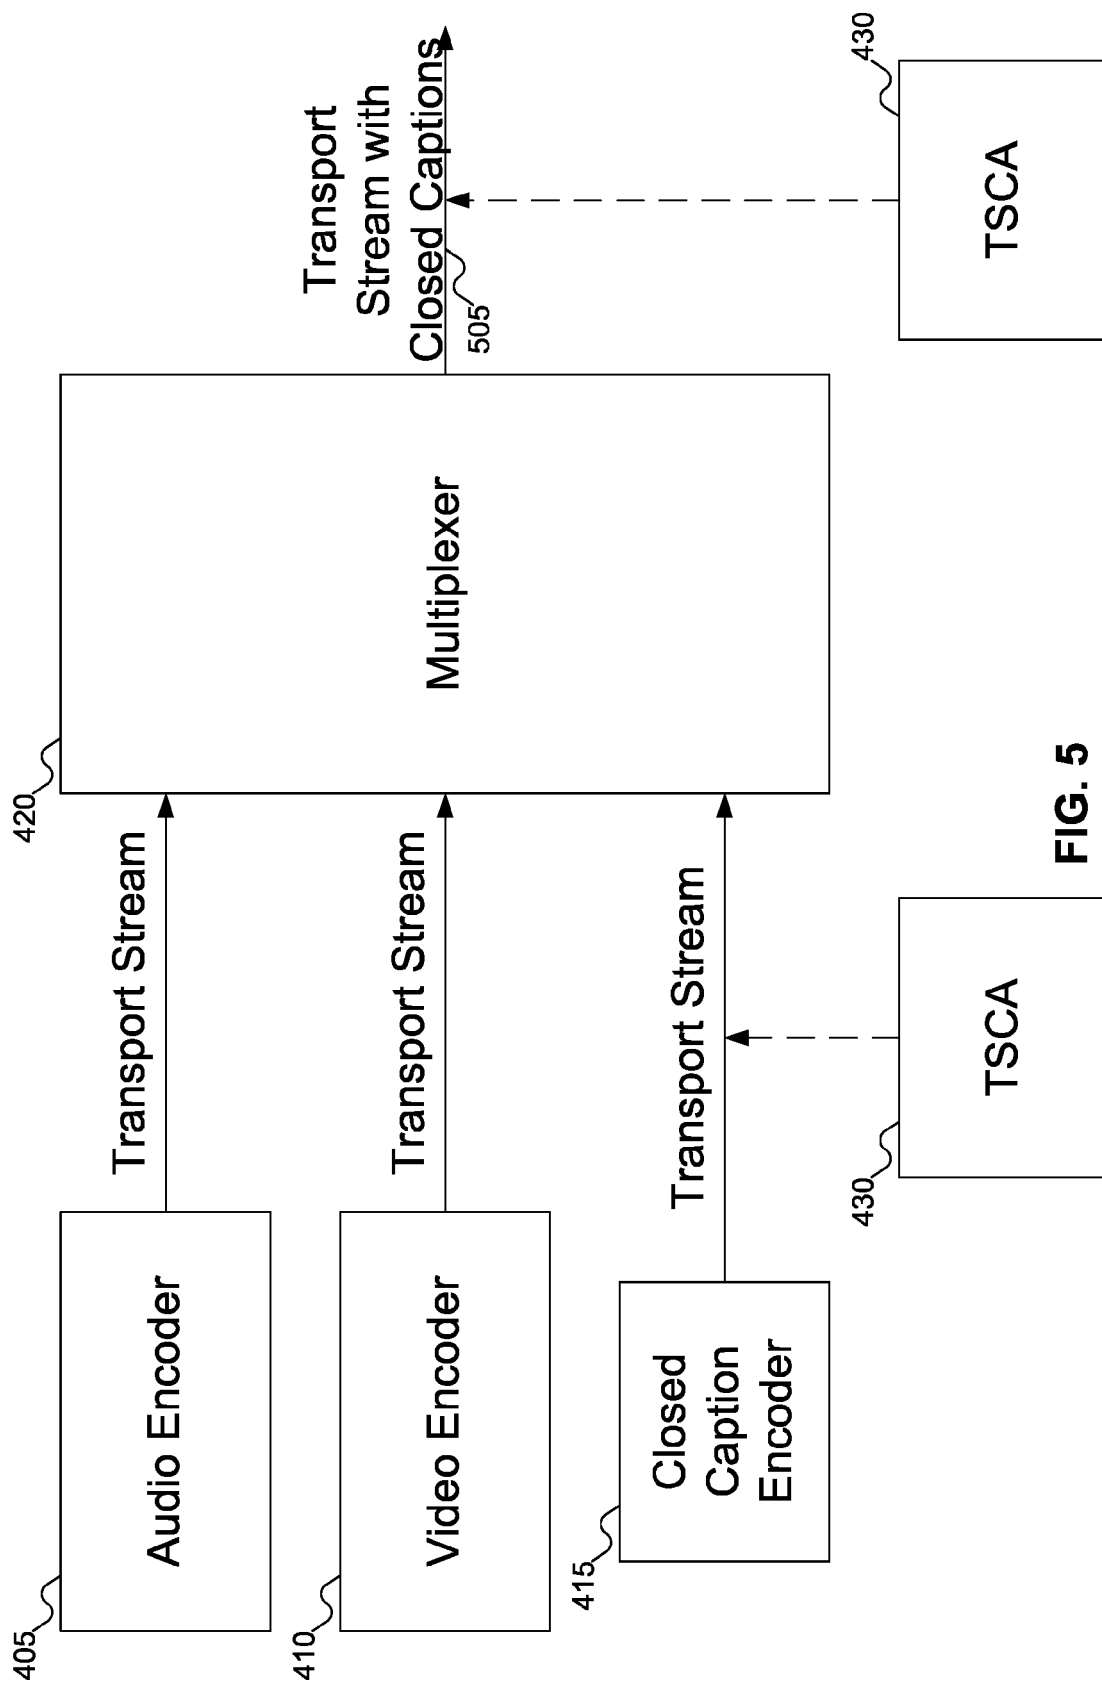 405
Audio Encoder
Transport Stream
420
410
Video Encoder
Transport Stream
Multiplexer
Transport
Stream with
Closed Captions
505
415
Closed
Caption
Encoder
Transport Stream
430
TSCA
430
TSCA
FIG. 5